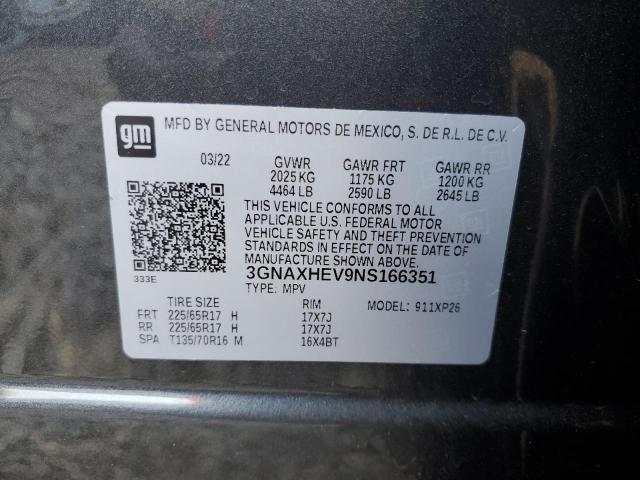 gm
MFD BY GENERAL MOTORS DE MEXICO, S. DE R.L. DE C.V.
03/22 GVWR GAWR FRT GAWR RR
2025 KG 1175 KG 1200 KG
4464 LB 2590 LB 2645 LB
THIS VEHICLE CONFORMS TO ALL
APPLICABLE U.S. FEDERAL MOTOR
VEHICLE SAFETY AND THEFT PREVENTION
STANDARDS IN EFFECT ON THE DATE OF
MANUFACTURE SHOWN ABOVE.
333E 3GNAXHEV9NS166351
TYPE: MPV
TIRE SIZE RIM MODEL: 911XP26
FRT 225/65R17 H 17X7J
RR 225/65R17 H 17X7J
SPA T135/70R16 M 16X4BT